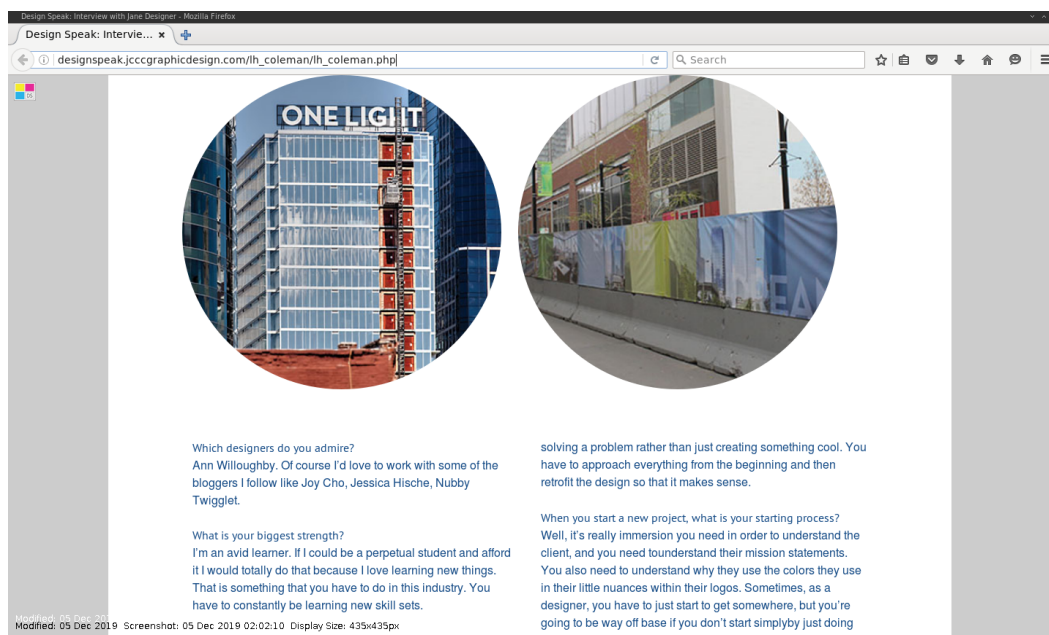 Design Speak: Interview with Jane Designer - Mozilla Firefox
Design Speak: Intervie...
designspeak.jcccgraphicdesign.com/lh_coleman/lh_coleman.php
Search
DS
ONE LIGHT
EXPLORE
DREAM
Which designers do you admire?
Ann Willoughby. Of course I'd love to work with some of the
bloggers I follow like Joy Cho, Jessica Hische, Nubby
Twigglet.
What is your biggest strength?
I'm an avid learner. If I could be a perpetual student and afford
it I would totally do that because I love learning new things.
That is something that you have to do in this industry. You
have to constantly be learning new skill sets.
solving a problem rather than just creating something cool. You
have to approach everything from the beginning and then
retrofit the design so that it makes sense.
When you start a new project, what is your starting process?
Well, it's really immersion you need in order to understand the
client, and you need tounderstand their mission statements.
You also need to understand why they use the colors they use
in their little nuances within their logos. Sometimes, as a
designer, you have to just start to get somewhere, but you're
going to be way off base if you don't start simplyby just doing
Modified: 05 Dec 2019 Screenshot: 05 Dec 2019 02:02:10 Display Size: 435x435px